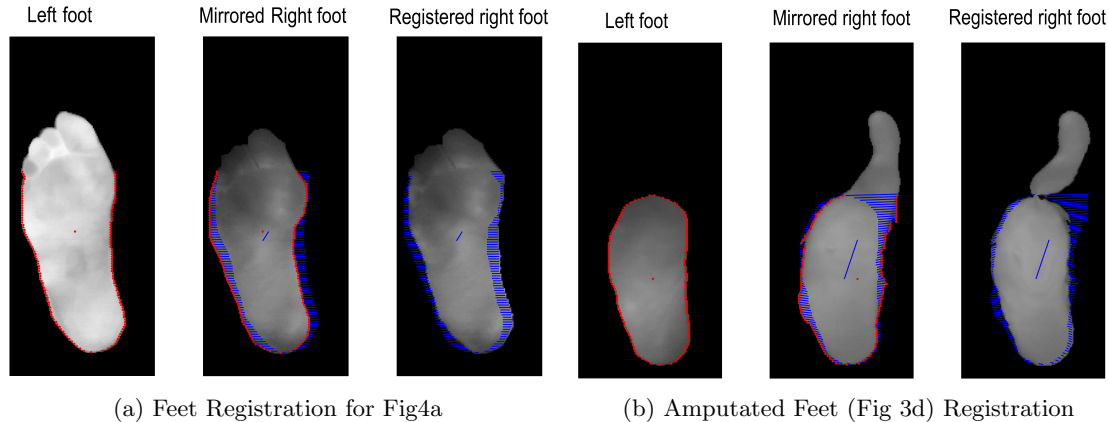 Left foot
Mirrored Right foot
Registered right foot
Left foot
Mirrored right foot
Registered right foot
(a) Feet Registration for Fig4a
(b) Amputated Feet (Fig 3d) Registration